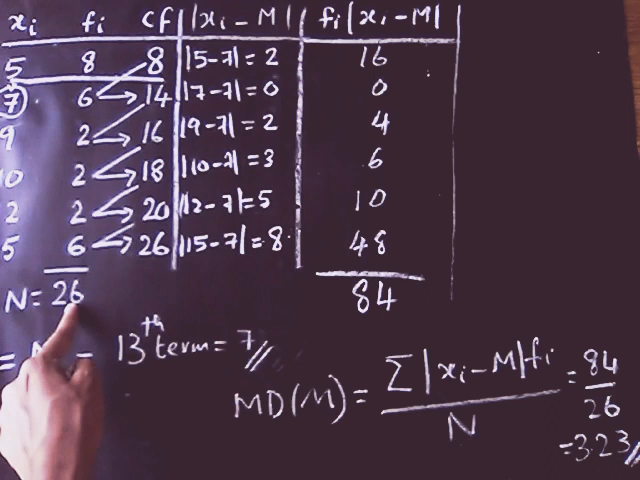 xᵢ fᵢ cf |xᵢ – M| fᵢ|xᵢ – M|
5 8 8 |5-7| = 2 16
7 6 14 |7-7| = 0 0
9 2 16 |9-7| = 2 4
0 2 18 |10-7| = 3 6
2 2 20 |12-7| = 5 10
5 6 26 |15-7| = 8 48
N = 26 84
= 13th term = 7
MD(M) = Σ|xᵢ – M|fᵢ / N = 84 / 26
= 3.23